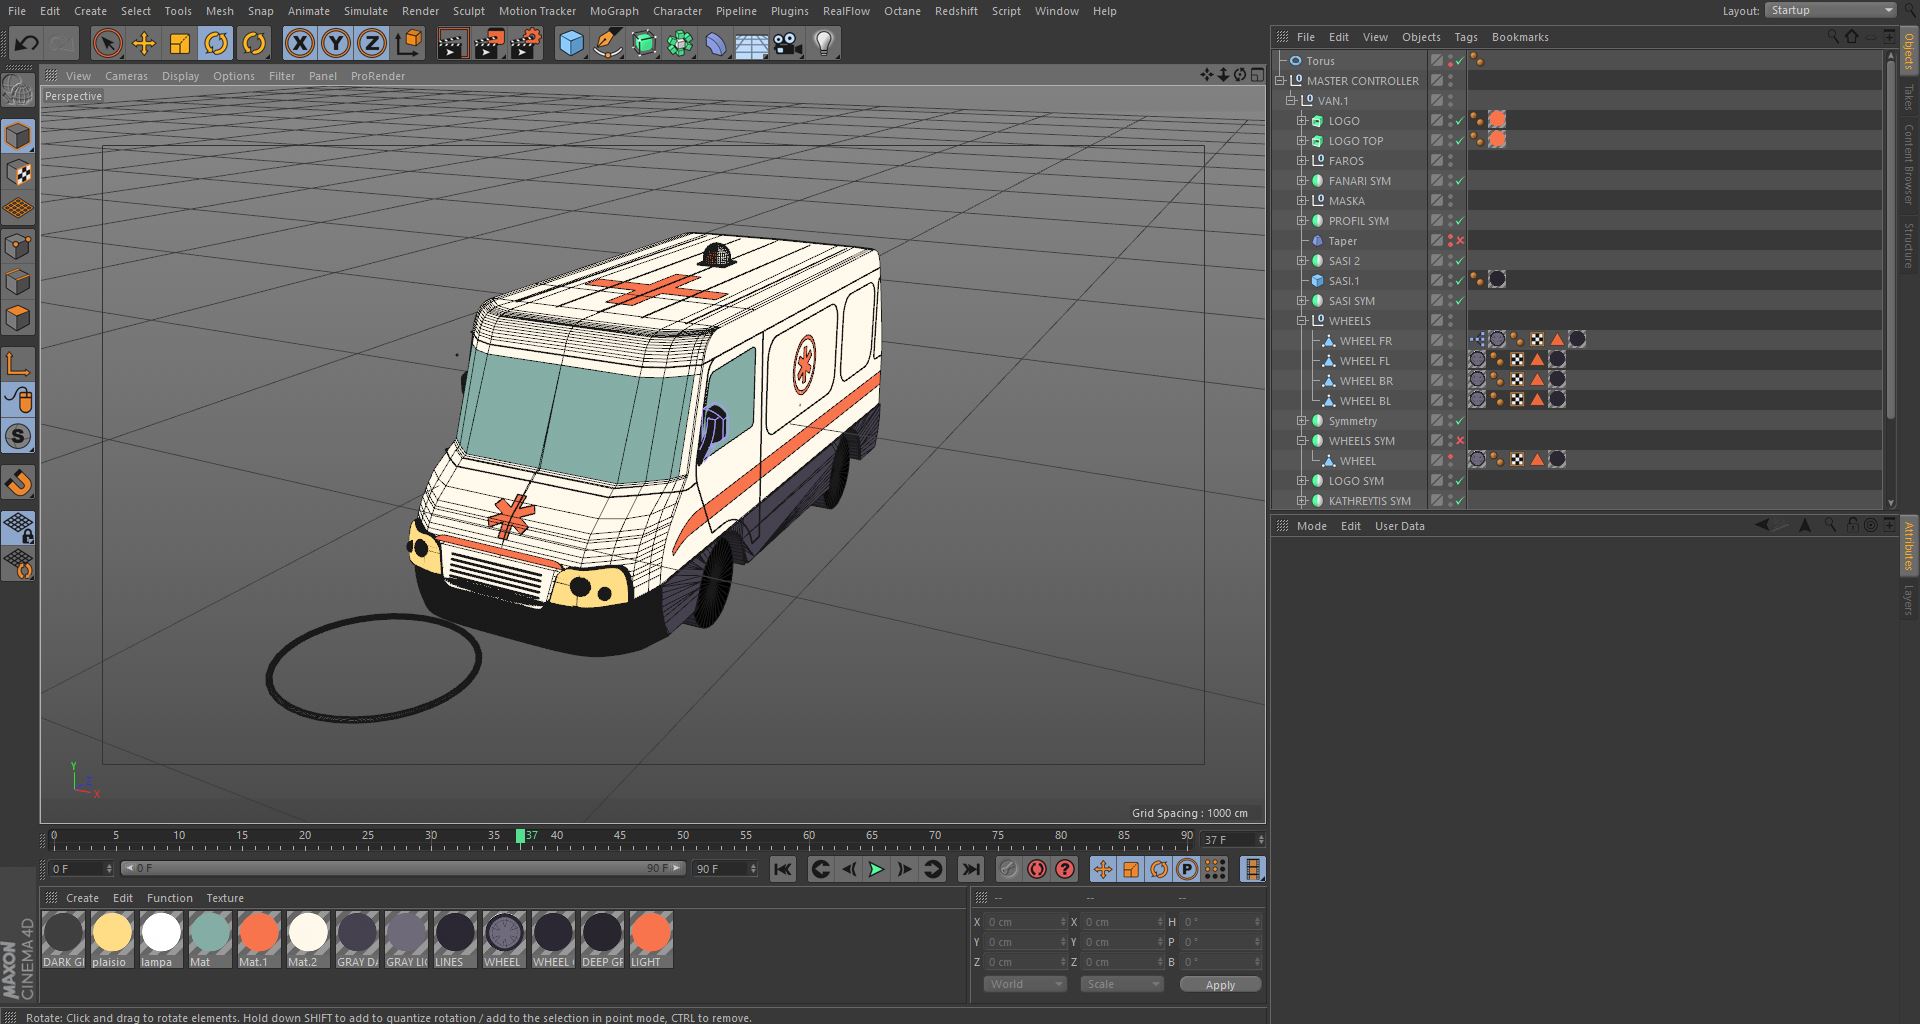 File Edit Create Select Tools Mesh Snap Animate Simulate Render Sculpt Motion Tracker MoGraph Character Pipeline Plugins RealFlow Octane Redshift Script Window Help
Layout: Startup
X Y Z
File Edit View Objects Tags Bookmarks
View Cameras Display Options Filter Panel ProRender
Perspective
Torus
MASTER CONTROLLER
VAN.1
LOGO
LOGO TOP
FAROS
FANARI SYM
MASKA
PROFIL SYM
Taper
SASI 2
SASI.1
SASI SYM
WHEELS
WHEEL FR
WHEEL FL
WHEEL BR
WHEEL BL
Symmetry
WHEELS SYM
WHEEL
LOGO SYM
KATHREYTIS SYM
Objects
Takes
Content Browser
Structure
Mode Edit User Data
Attributes
Layers
S
Y
Z
X
Grid Spacing : 1000 cm
0 5 10 15 20 25 30 35 37 40 45 50 55 60 65 70 75 80 85 90
37 F
0 F
0 F
90 F
90 F
P
Create Edit Function Texture
DARK GI plaisio lampa Mat Mat.1 Mat.2 GRAY DA GRAY LI LINES WHEEL WHEEL DEEP GF LIGHT
-- -- --
X 0 cm X 0 cm H 0 °
Y 0 cm Y 0 cm P 0 °
Z 0 cm Z 0 cm B 0 °
World Scale Apply
MAXON
CINEMA 4D
Rotate: Click and drag to rotate elements. Hold down SHIFT to add to quantize rotation / add to the selection in point mode, CTRL to remove.